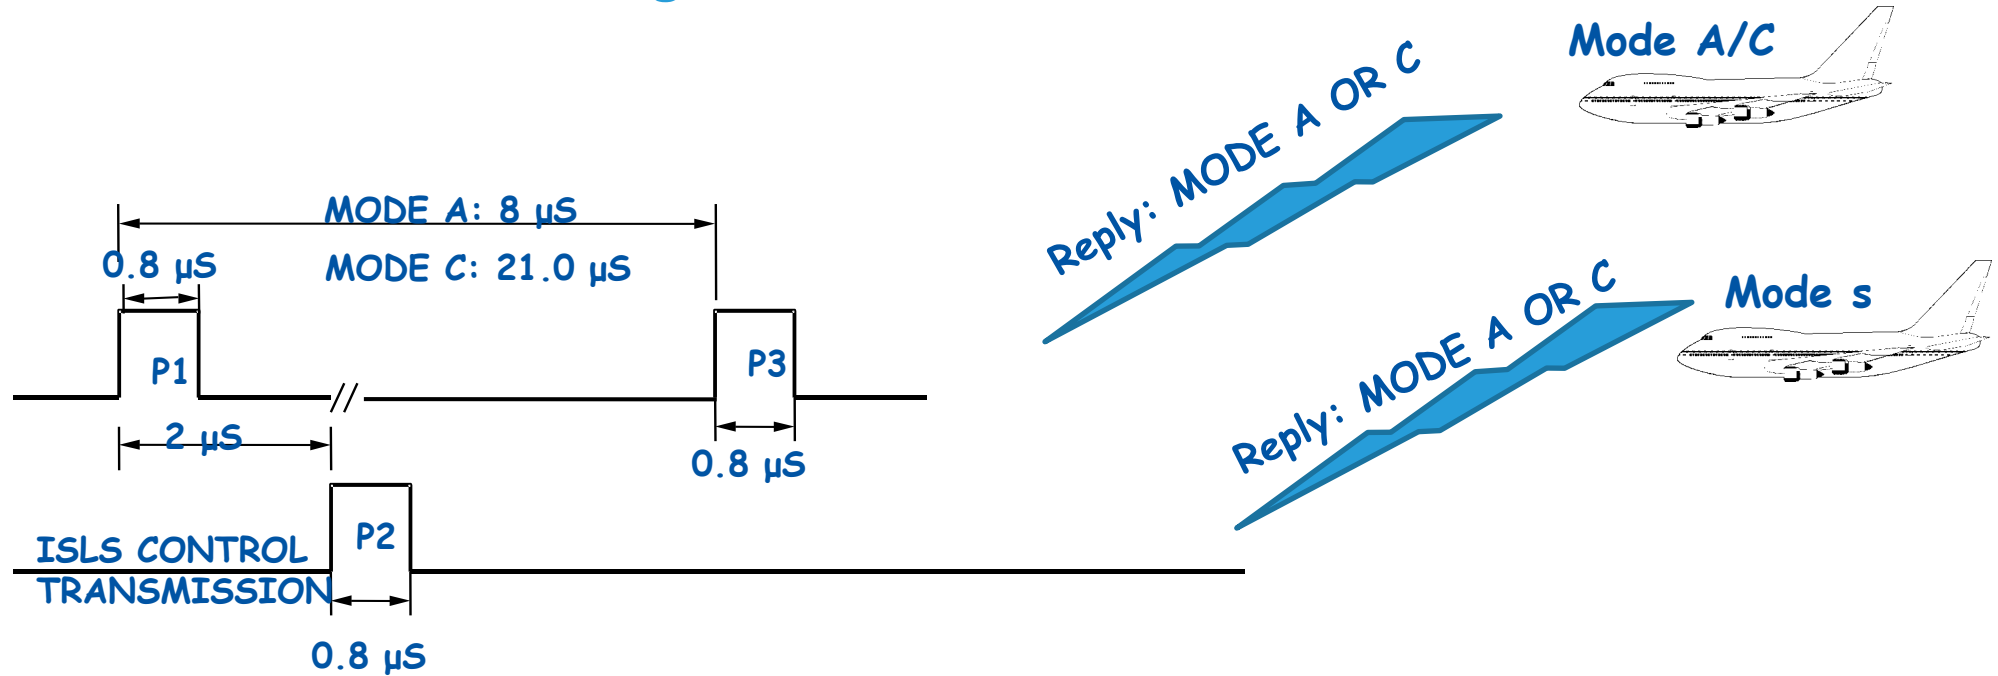 Mode A/C
Reply: MODE A OR C
MODE A: 8 µS
0.8 µS
MODE C: 21.0 µS
Mode s
Reply: MODE A OR C
P1
P3
2 µS
0.8 µS
P2
ISLS CONTROL
TRANSMISSION
0.8 µS